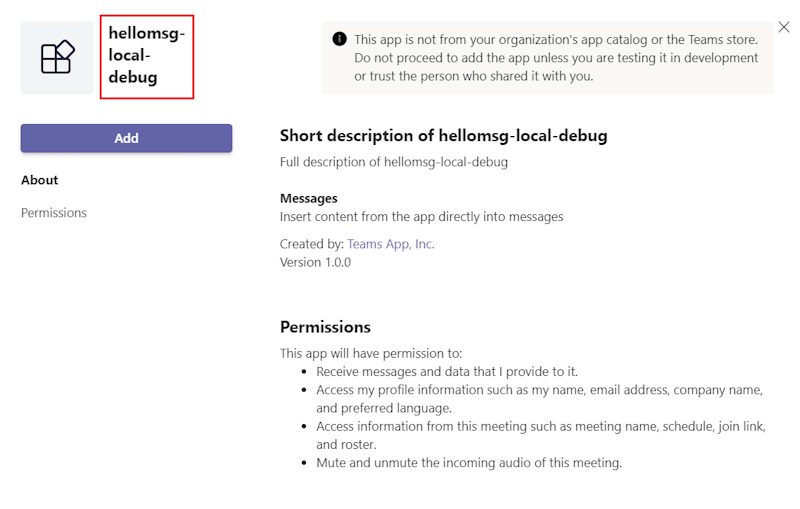 hellomsg-
local-
debug
This app is not from your organization's app catalog or the Teams store.
Do not proceed to add the app unless you are testing it in development
or trust the person who shared it with you.
Add
About
Permissions
Short description of hellomsg-local-debug
Full description of hellomsg-local-debug
Messages
Insert content from the app directly into messages
Created by: Teams App, Inc.
Version 1.0.0
Permissions
This app will have permission to:
• Receive messages and data that I provide to it.
• Access my profile information such as my name, email address, company name,
and preferred language.
• Access information from this meeting such as meeting name, schedule, join link,
and roster.
• Mute and unmute the incoming audio of this meeting.